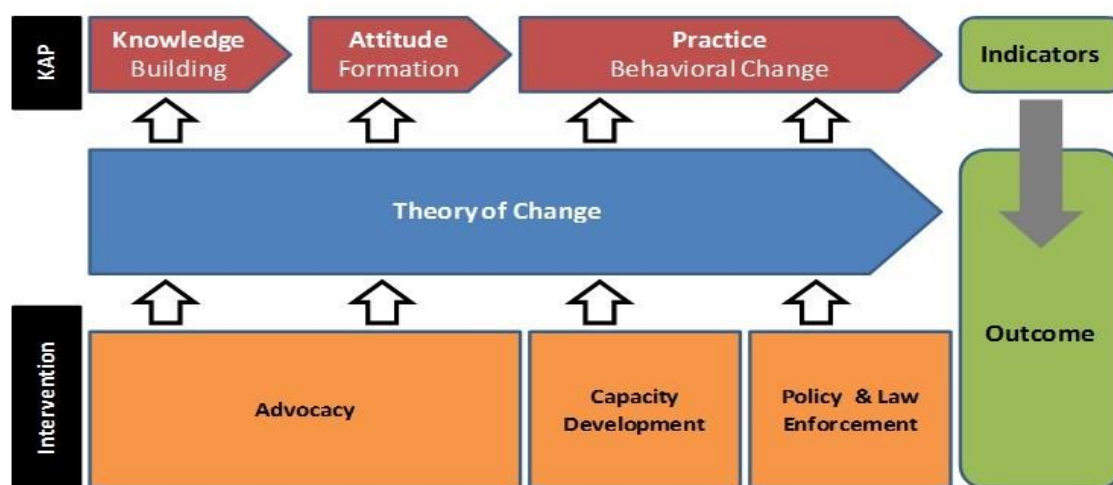 KAP
Knowledge
Building
Attitude
Formation
Practice
Behavioral Change
Indicators
Theory of Change
Outcome
Intervention
Advocacy
Capacity
Development
Policy & Law
Enforcement